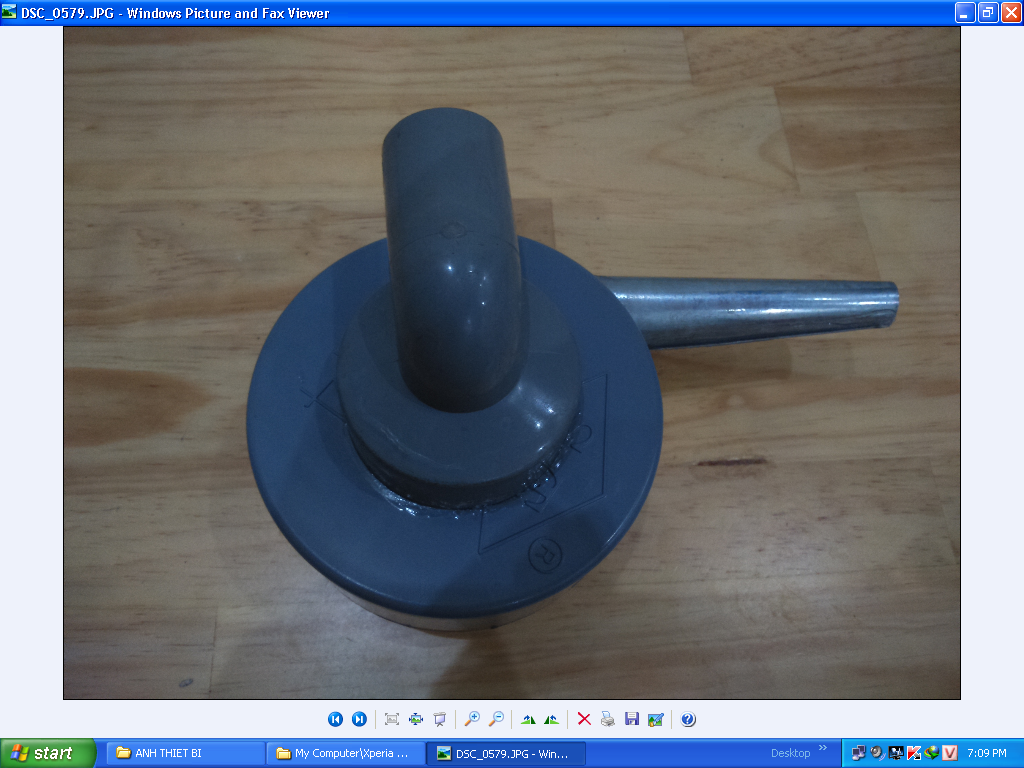 DSC_0579.JPG - Windows Picture and Fax Viewer
®
start
ANH THIET BI
My Computer\Xperia ...
DSC_0579.JPG - Win...
Desktop
»
7:09 PM